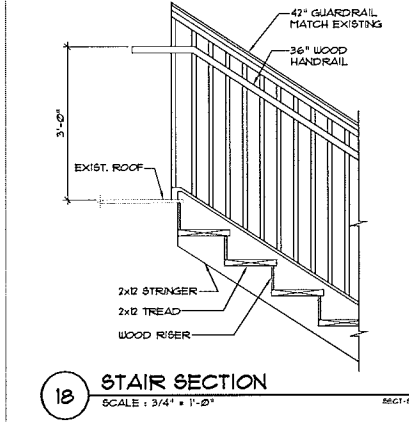 42" GUARDRAIL
MATCH EXISTING
36" WOOD
HANDRAIL
3'-0"
EXIST. ROOF
2x12 STRINGER
2x12 TREAD
WOOD RISER
18
STAIR SECTION
SCALE : 3/4" = 1'-0"